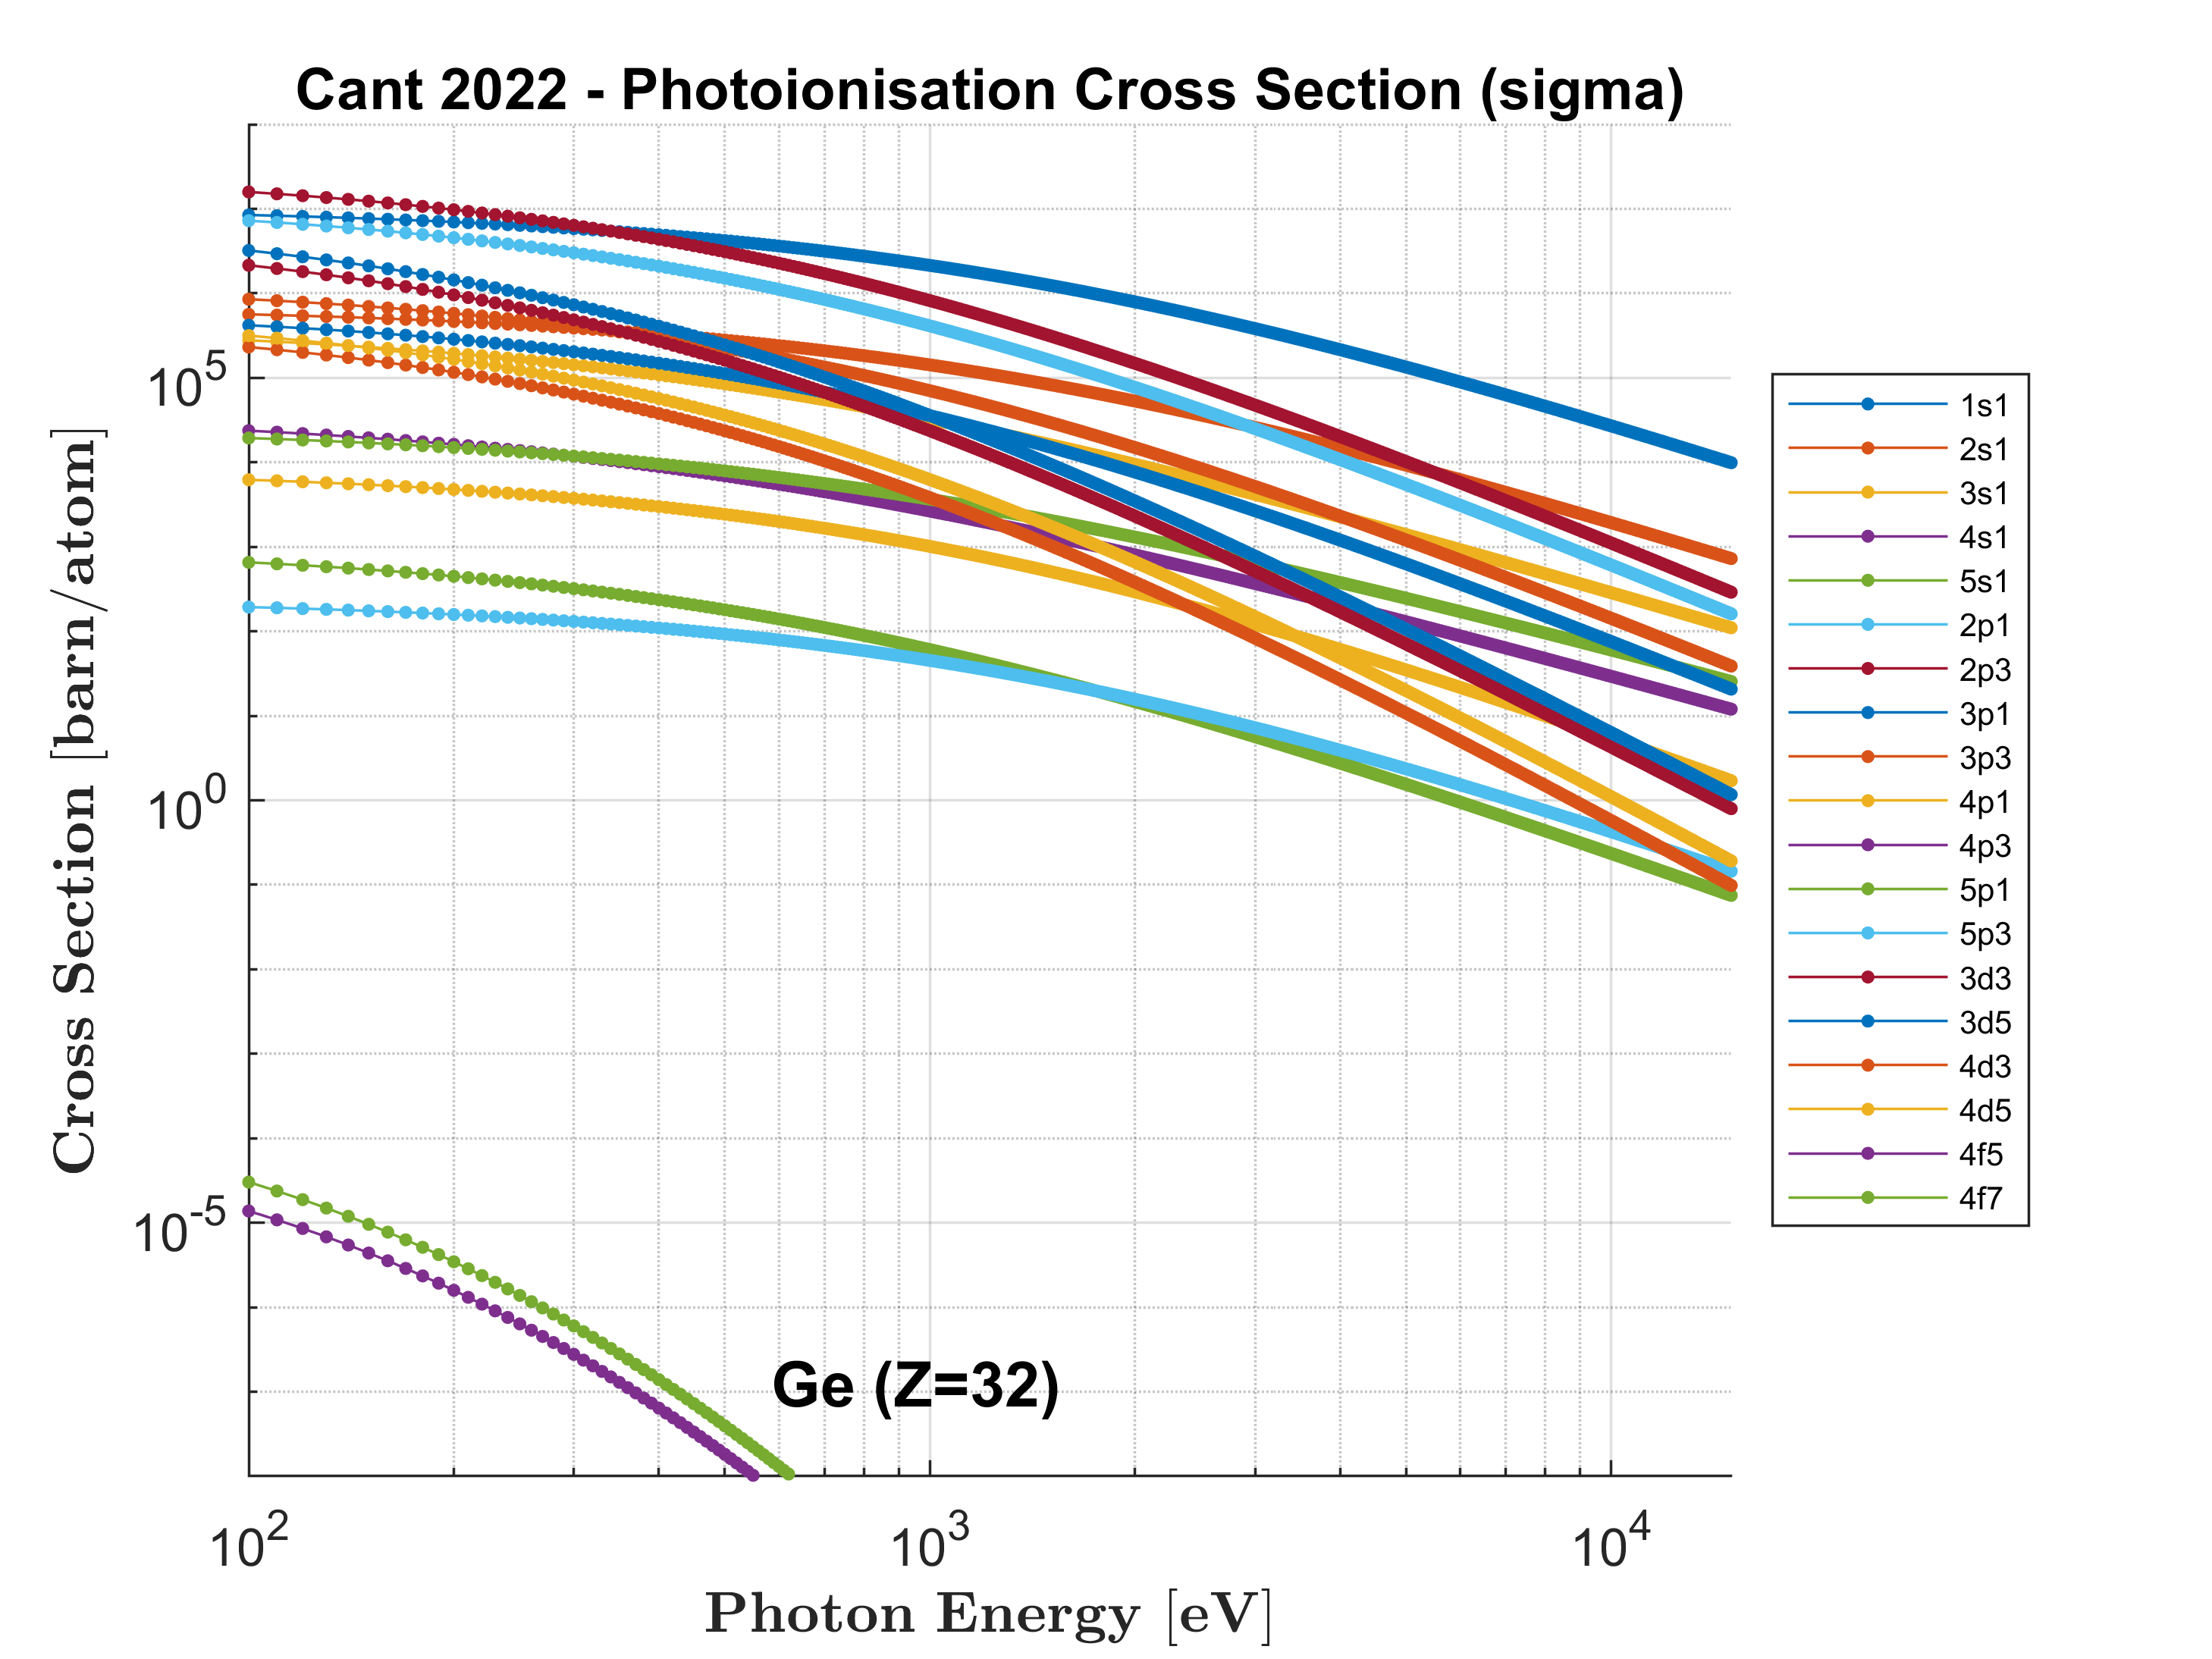 Cant 2022 - Photoionisation Cross Section (sigma)
Cross Section [barn/atom]
10^5
10^0
10^-5
1s1
2s1
3s1
4s1
5s1
2p1
2p3
3p1
3p3
4p1
4p3
5p1
5p3
3d3
3d5
4d3
4d5
4f5
4f7
Ge (Z=32)
10^2
10^3
10^4
Photon Energy [eV]